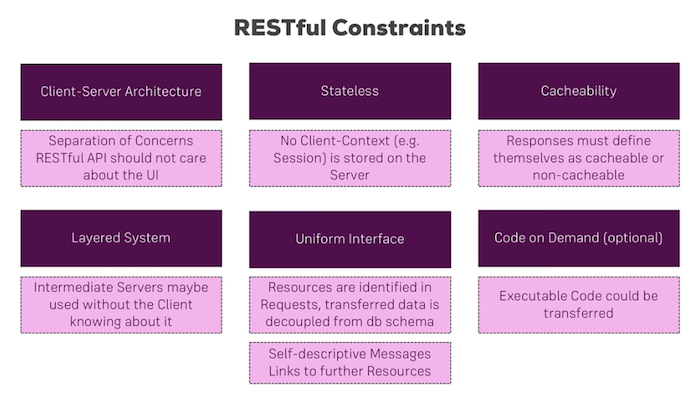 RESTful Constraints
Client-Server Architecture
Separation of Concerns
RESTful API should not care
about the UI
Stateless
No Client-Context (e.g.
Session) is stored on the
Server
Cacheability
Responses must define
themselves as cacheable or
non-cacheable
Layered System
Intermediate Servers maybe
used without the Client
knowing about it
Uniform Interface
Resources are identified in
Requests, transferred data is
decoupled from db schema
Self-descriptive Messages
Links to further Resources
Code on Demand (optional)
Executable Code could be
transferred